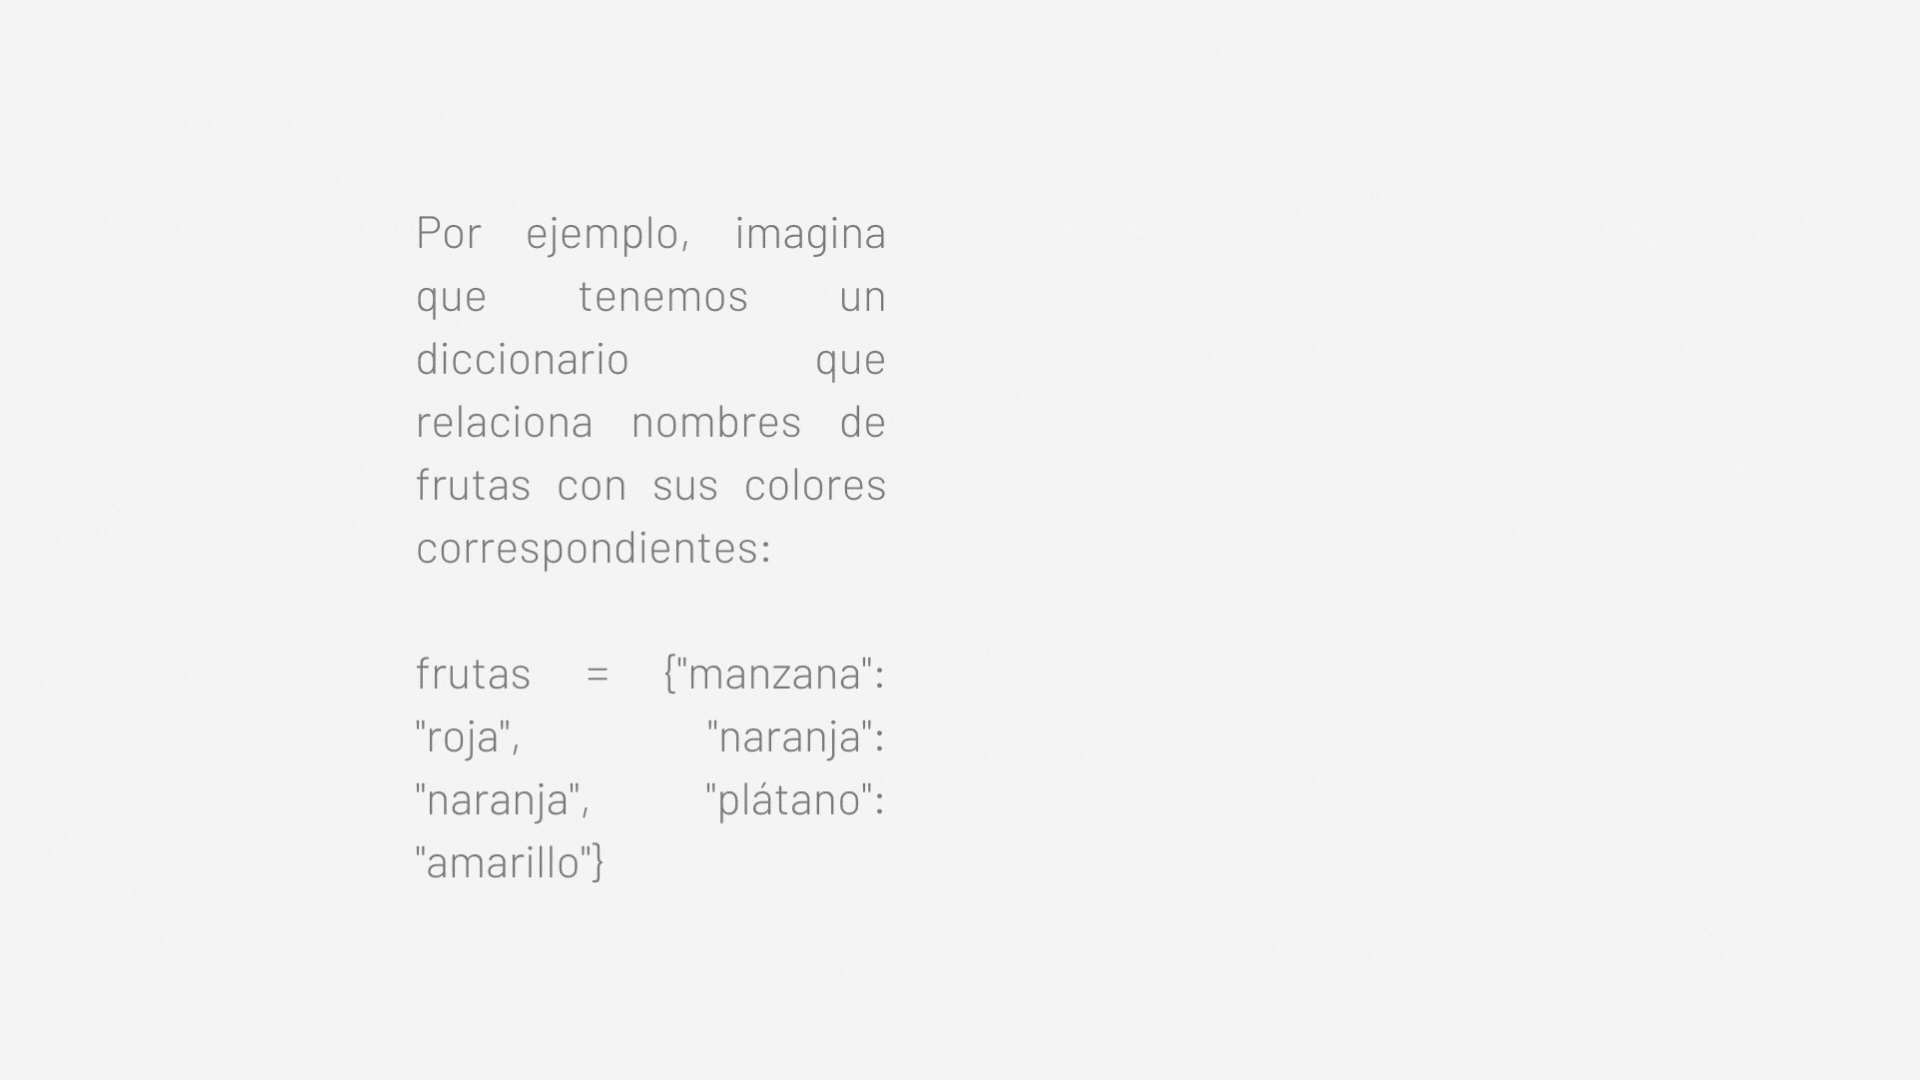 Por ejemplo, imagina
que tenemos un
diccionario que
relaciona nombres de
frutas con sus colores
correspondientes:
frutas = {"manzana":
"roja", "naranja":
"naranja", "plátano":
"amarillo"}